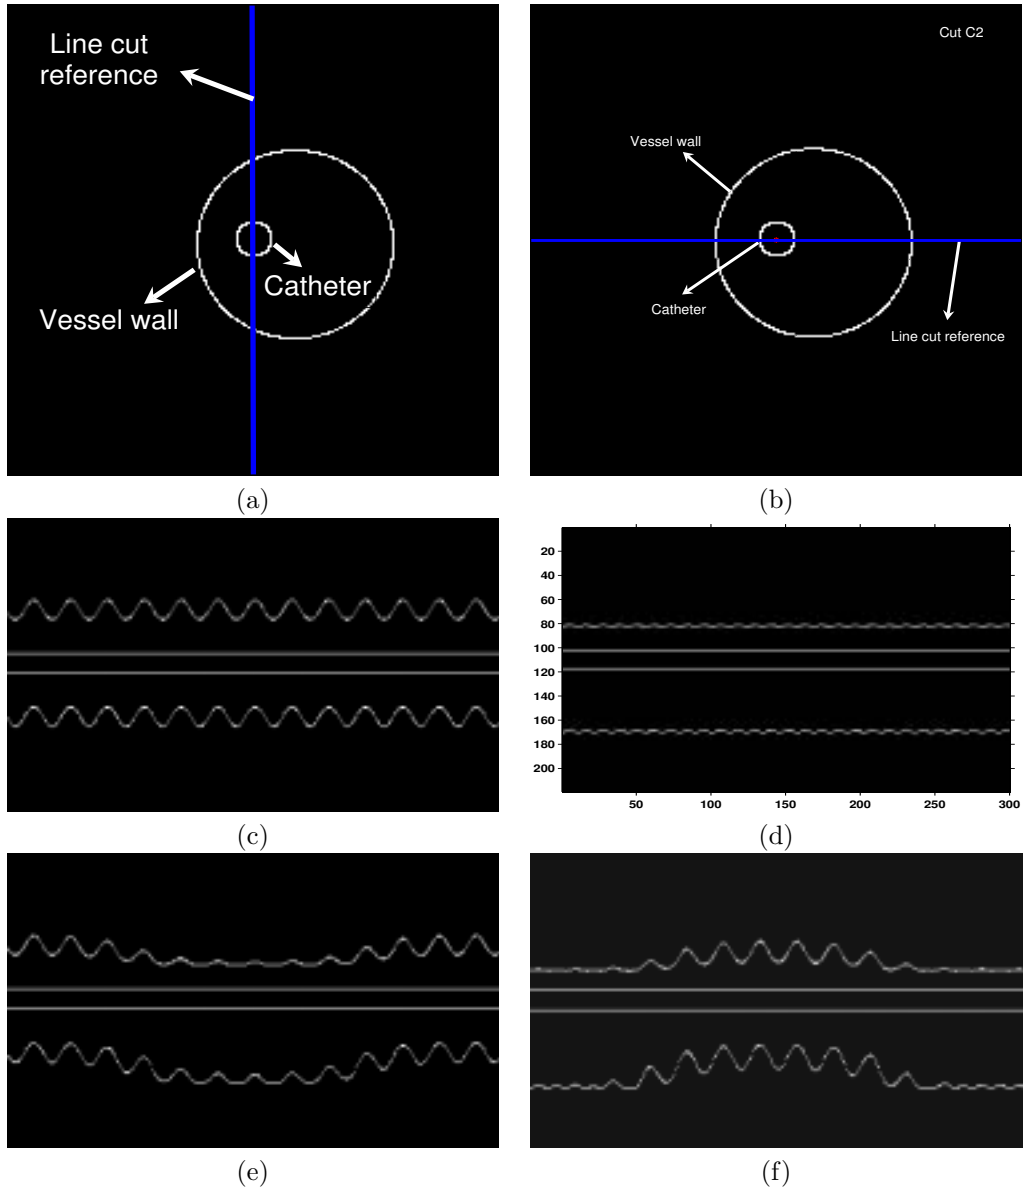 Line cut
reference
Catheter
Vessel wall
(a)
Cut C2
Vessel wall
Catheter
Line cut reference
(b)
(c)
20
40
60
80
100
120
140
160
180
200
50 100 150 200 250 300
(d)
(e)
(f)